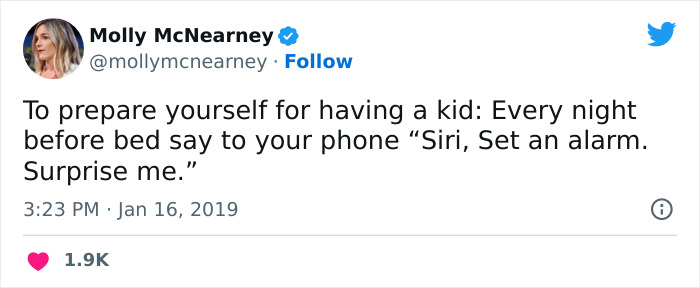 Molly McNearney
@mollymcnearney · Follow
To prepare yourself for having a kid: Every night
before bed say to your phone “Siri, Set an alarm.
Surprise me.”
3:23 PM · Jan 16, 2019
1.9K